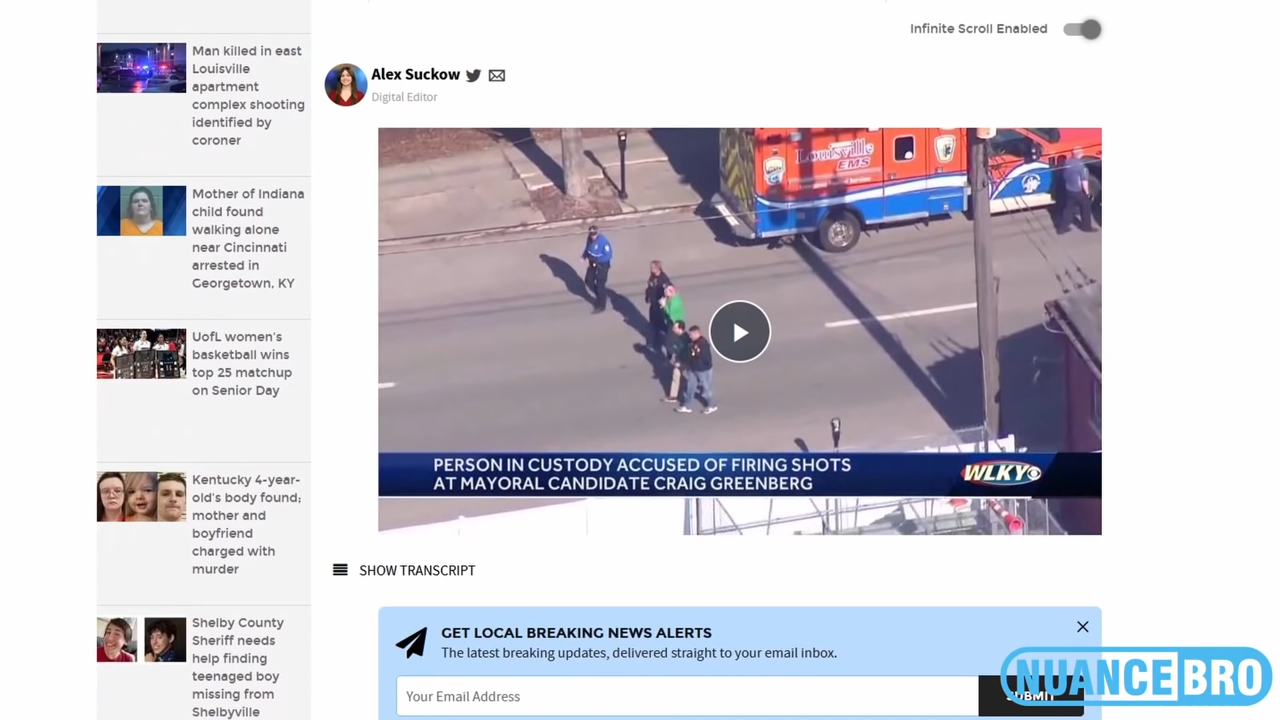 Infinite Scroll Enabled
Man killed in east
Louisville
apartment
complex shooting
identified by
coroner
Mother of Indiana
child found
walking alone
near Cincinnati
arrested in
Georgetown, KY
UofL women's
basketball wins
top 25 matchup
on Senior Day
Kentucky 4-year-
old's body found;
mother and
boyfriend
charged with
murder
Shelby County
Sheriff needs
help finding
teenaged boy
missing from
Shelbyville
Alex Suckow
Digital Editor
Louisville
EMS
PERSON IN CUSTODY ACCUSED OF FIRING SHOTS
AT MAYORAL CANDIDATE CRAIG GREENBERG
WLKY
SHOW TRANSCRIPT
GET LOCAL BREAKING NEWS ALERTS
The latest breaking updates, delivered straight to your email inbox.
Your Email Address
SUBMIT
NUANCEBRO